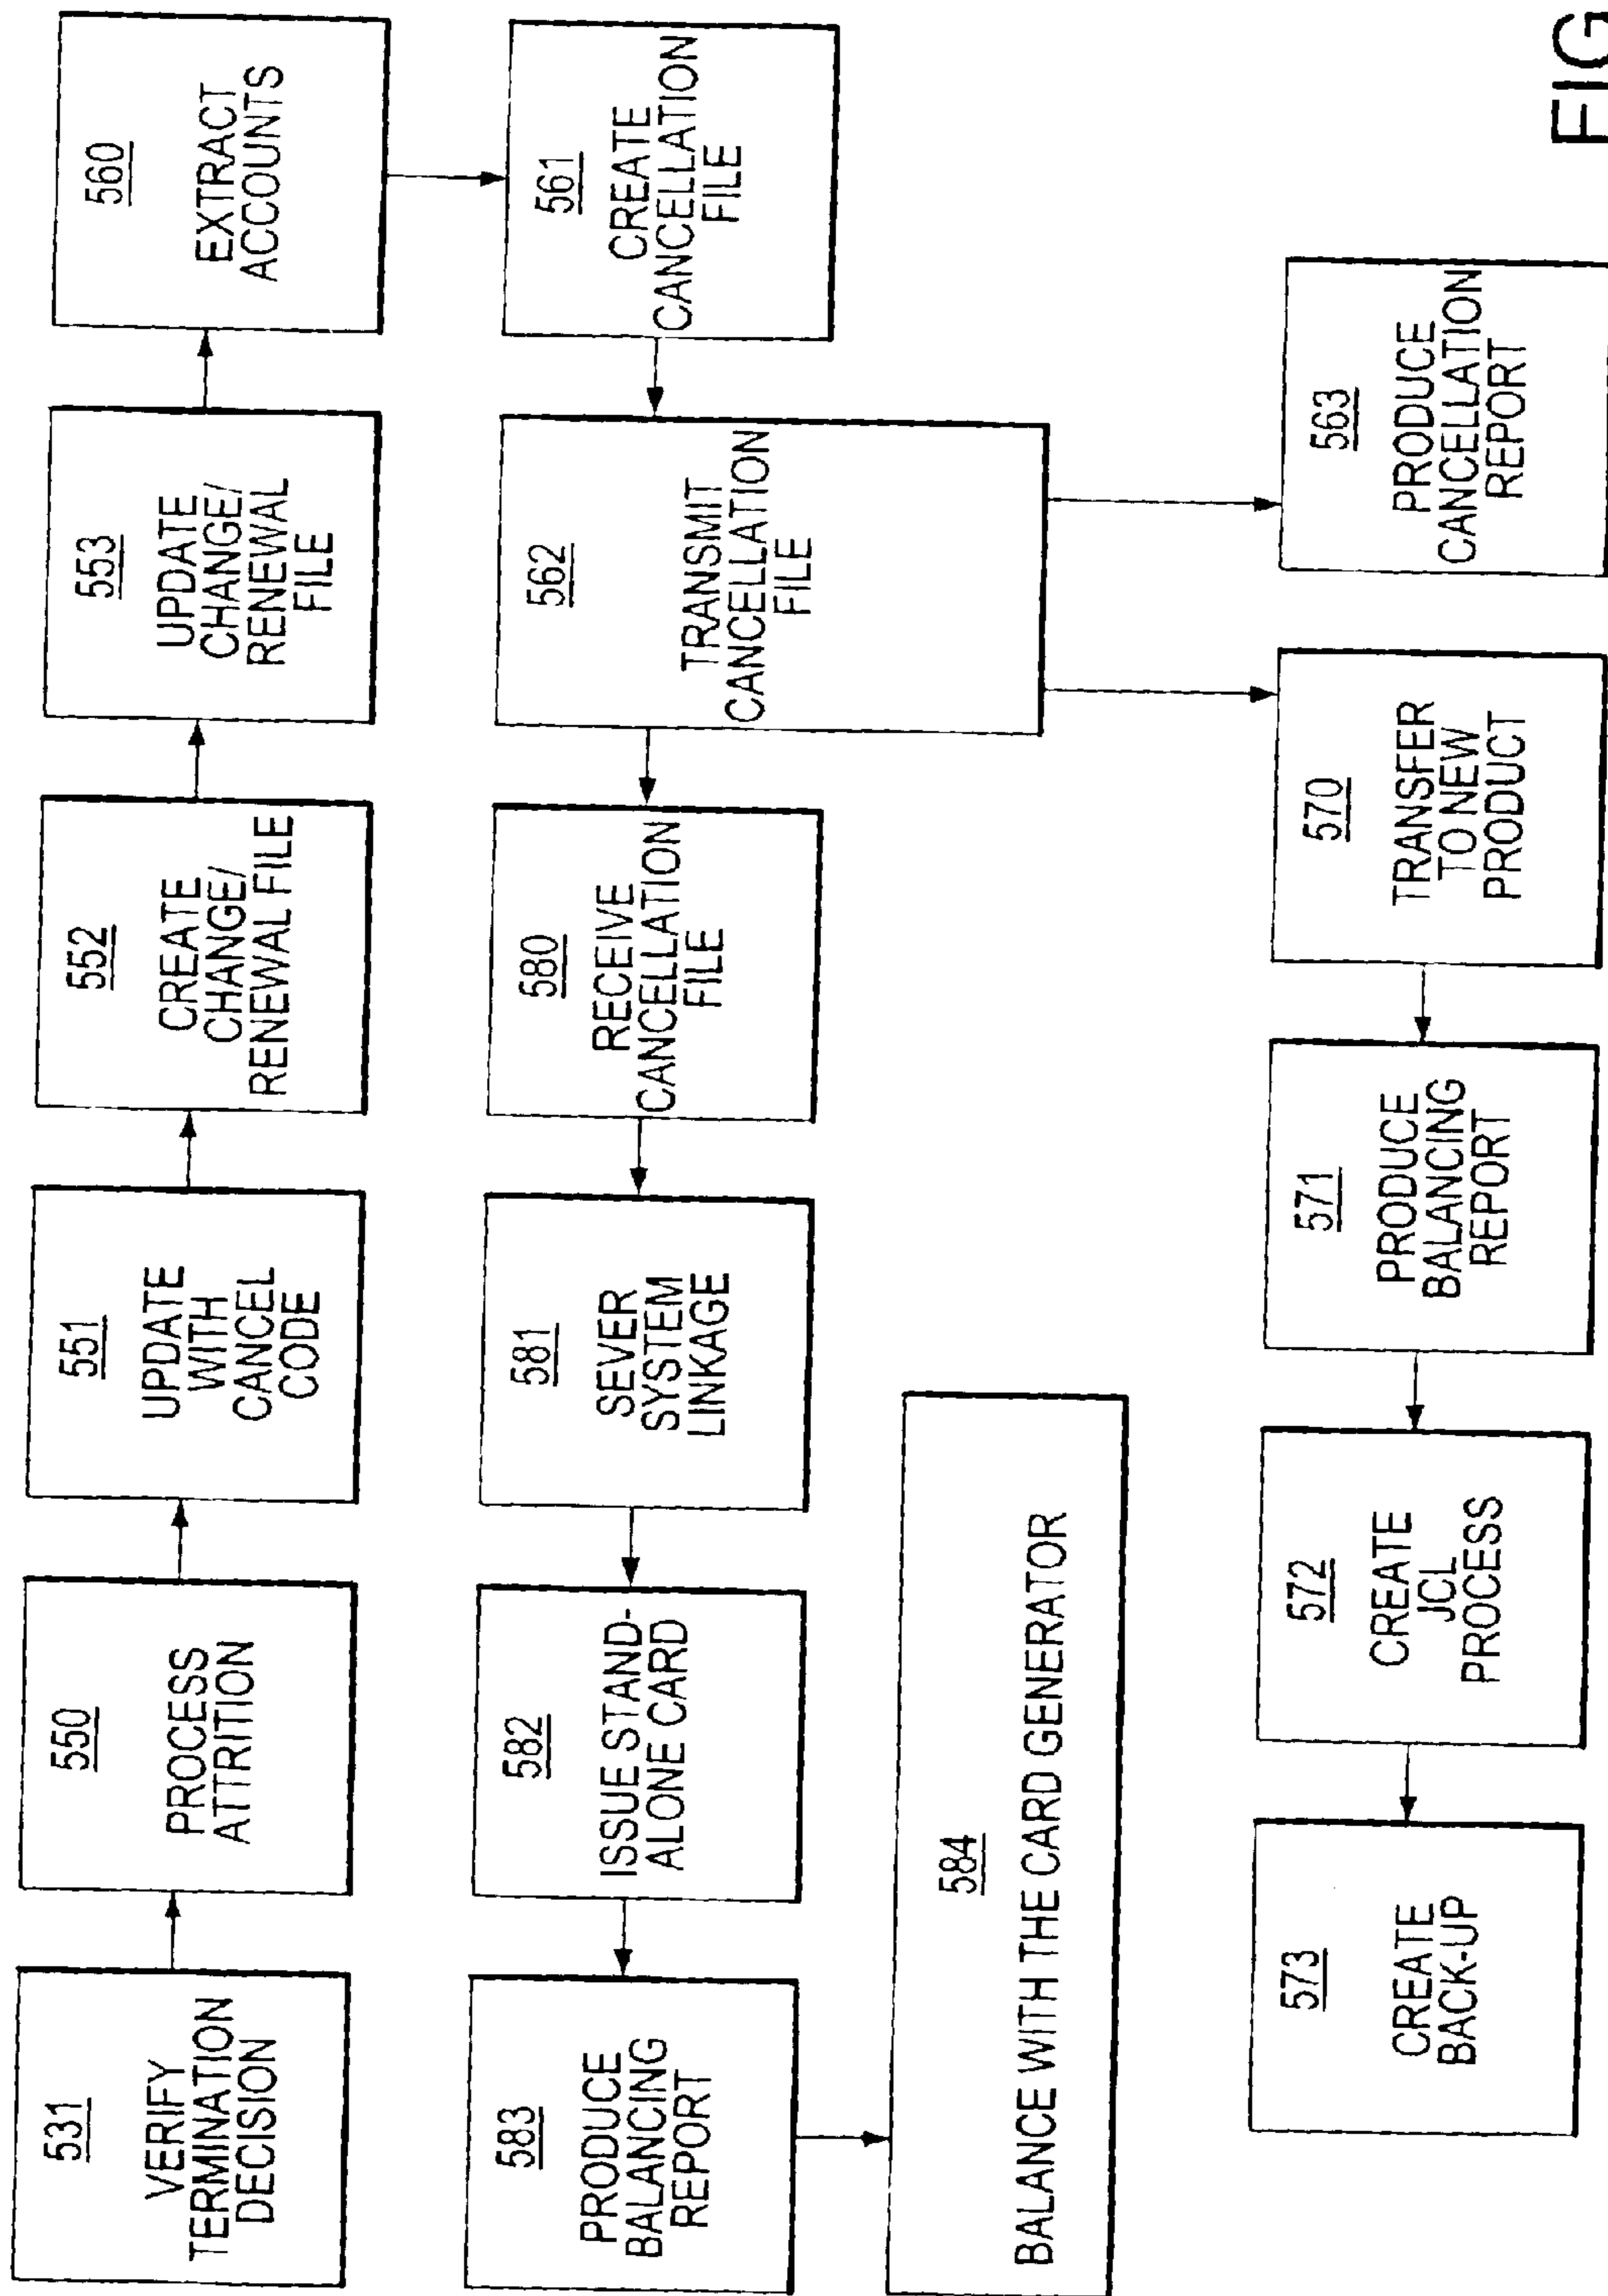 531
VERIFY
TERMINATION
DECISION
550
PROCESS
ATTRITION
551
UPDATE
WITH
CANCEL
CODE
552
CREATE
CHANGE/
RENEWAL FILE
553
UPDATE
CHANGE/
RENEWAL
FILE
560
EXTRACT
ACCOUNTS
583
PRODUCE
BALANCING
REPORT
582
ISSUE STAND-
ALONE CARD
581
SEVER
SYSTEM
LINKAGE
580
RECEIVE
CANCELLATION
FILE
562
TRANSMIT
CANCELLATION
FILE
561
CREATE
CANCELLATION
FILE
584
BALANCE WITH THE CARD GENERATOR
573
CREATE
BACK-UP
572
CREATE
JCL
PROCESS
571
PRODUCE
BALANCING
REPORT
570
TRANSFER
TO NEW
PRODUCT
563
PRODUCE
CANCELLATION
REPORT
FIG